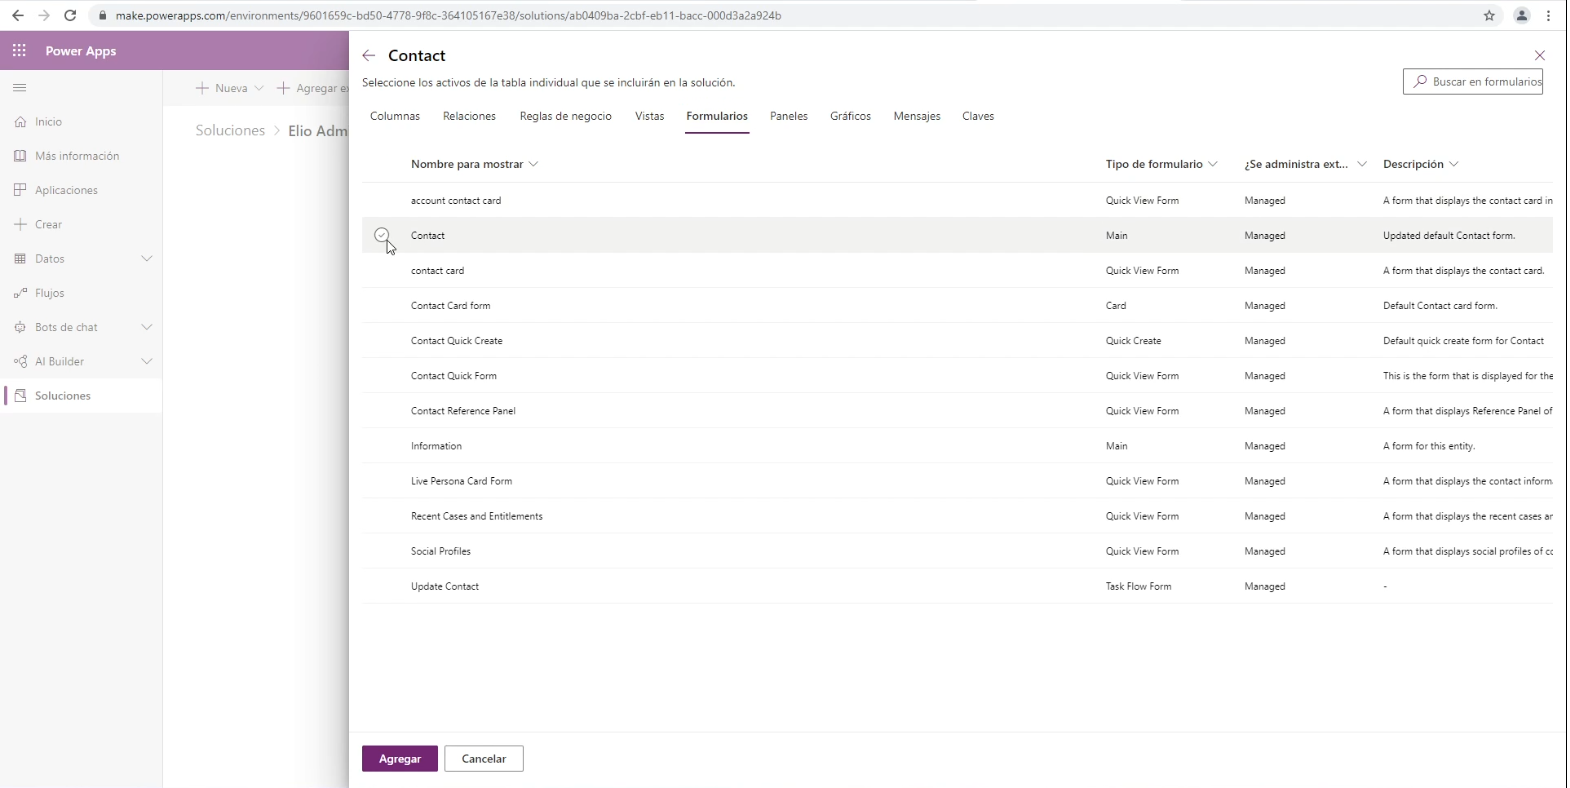 make.powerapps.com/environments/9601659c-bd50-4778-9f8c-364105167e38/solutions/ab0409ba-2cbf-eb11-bacc-000d3a2a924b
Power Apps
Contact
Seleccione los activos de la tabla individual que se incluirán en la solución.
Buscar en formularios
Nueva Agregar e
Soluciones > Elio Adm
Inicio
Más información
Aplicaciones
Crear
Datos
Flujos
Bots de chat
AI Builder
Soluciones
Columnas Relaciones Reglas de negocio Vistas Formularios Paneles Gráficos Mensajes Claves
Nombre para mostrar Tipo de formulario ¿Se administra ext... Descripción
account contact card Quick View Form Managed A form that displays the contact card in
Contact Main Managed Updated default Contact form.
contact card Quick View Form Managed A form that displays the contact card.
Contact Card form Card Managed Default Contact card form.
Contact Quick Create Quick Create Managed Default quick create form for Contact
Contact Quick Form Quick View Form Managed This is the form that is displayed for the
Contact Reference Panel Quick View Form Managed A form that displays Reference Panel of
Information Main Managed A form for this entity.
Live Persona Card Form Quick View Form Managed A form that displays the contact inform
Recent Cases and Entitlements Quick View Form Managed A form that displays the recent cases ar
Social Profiles Quick View Form Managed A form that displays social profiles of cc
Update Contact Task Flow Form Managed -
Agregar Cancelar